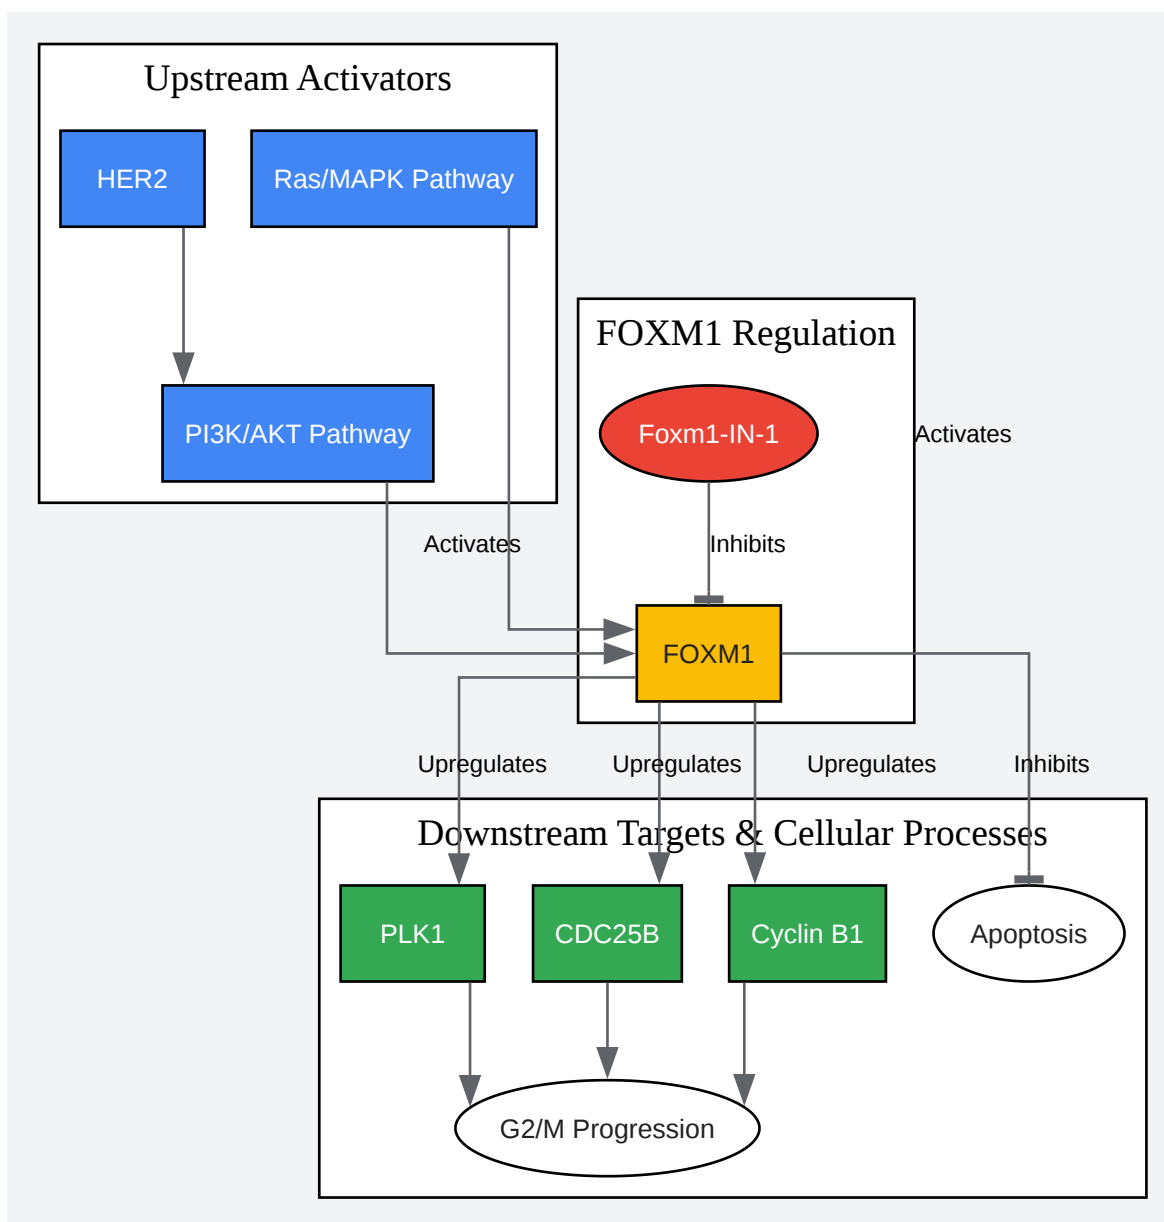 Upstream Activators
HER2
Ras/MAPK Pathway
PI3K/AKT Pathway
FOXM1 Regulation
Foxm1-IN-1
Activates
Activates
Inhibits
FOXM1
Upregulates
Upregulates
Upregulates
Inhibits
Downstream Targets & Cellular Processes
PLK1
CDC25B
Cyclin B1
Apoptosis
G2/M Progression